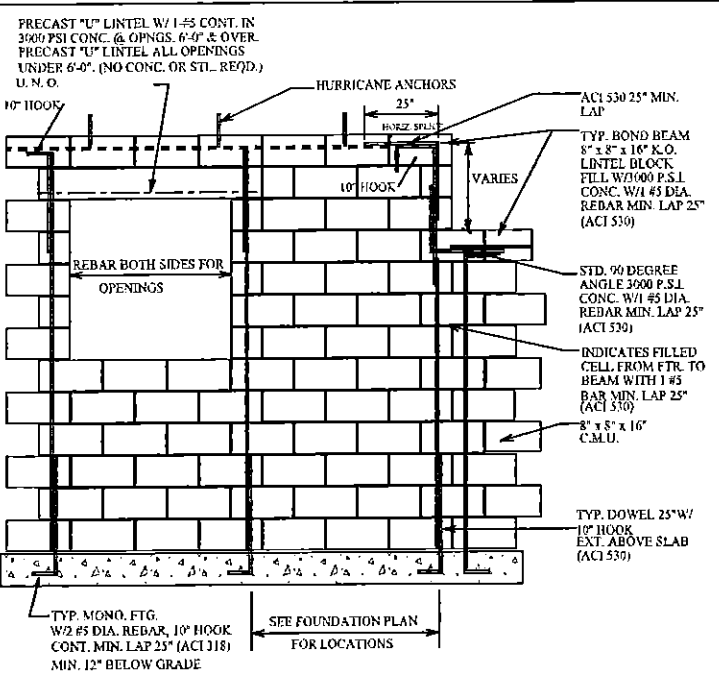 PRECAST "U" LINTEL W/ 1-#5 CONT. IN
3000 PSI CONC. @ OPNGS. 6'-0" & OVER.
PRECAST "U" LINTEL ALL OPENINGS
UNDER 6'-0". (NO CONC. OR STL. REQD.)
U. N. O.
10" HOOK
HURRICANE ANCHORS
25"
HORIZ. SPLINT
10" HOOK
VARIES
REBAR BOTH SIDES FOR
OPENINGS
ACI 530 25" MIN.
LAP
TYP. BOND BEAM
8" x 8" x 16" K.O.
LINTEL BLOCK
FILL W/3000 P.S.I.
CONC. W/1 #5 DIA.
REBAR MIN. LAP 25"
(ACI 530)
STD. 90 DEGREE
ANGLE 3000 P.S.I.
CONC. W/1 #5 DIA.
REBAR MIN. LAP 25"
(ACI 530)
INDICATES FILLED
CELL FROM FTR. TO
BEAM WITH 1 #5
BAR MIN. LAP 25"
(ACI 530)
8" x 8" x 16"
C.M.U.
TYP. DOWEL 25" W/
10" HOOK
EXT. ABOVE SLAB
(ACI 530)
TYP. MONO. FTG.
W/2 #5 DIA. REBAR, 10" HOOK
CONT. MIN. LAP 25" (ACI 318)
MIN. 12" BELOW GRADE
SEE FOUNDATION PLAN
FOR LOCATIONS